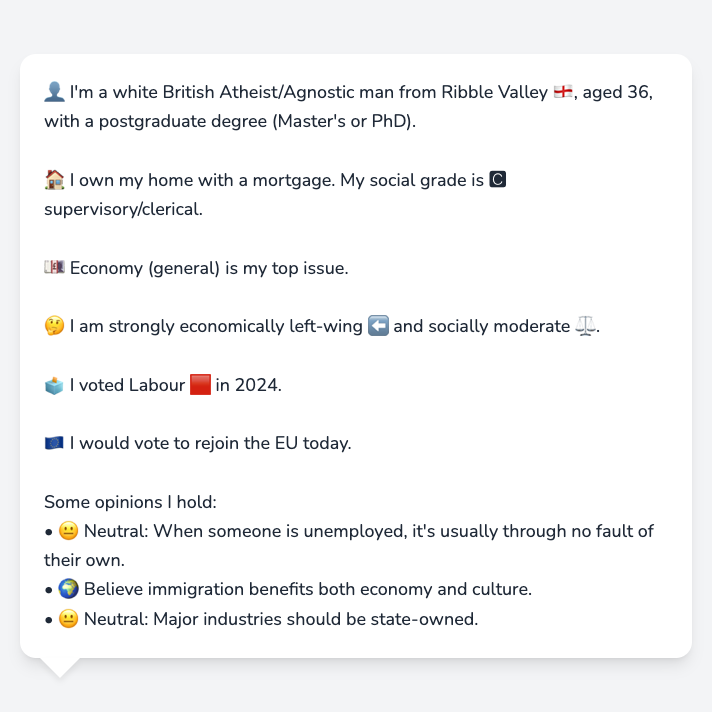 👤 I'm a white British Atheist/Agnostic man from Ribble Valley 🏴󠁧󠁢󠁥󠁮󠁧󠁿, aged 36,
with a postgraduate degree (Master's or PhD).
🏠 I own my home with a mortgage. My social grade is 🅲
supervisory/clerical.
💷 Economy (general) is my top issue.
🤔 I am strongly economically left-wing ⬅️ and socially moderate ⚖️.
🗳️ I voted Labour 🟥 in 2024.
🇪🇺 I would vote to rejoin the EU today.
Some opinions I hold:
• 😐 Neutral: When someone is unemployed, it's usually through no fault of
their own.
• 🌍 Believe immigration benefits both economy and culture.
• 😐 Neutral: Major industries should be state-owned.